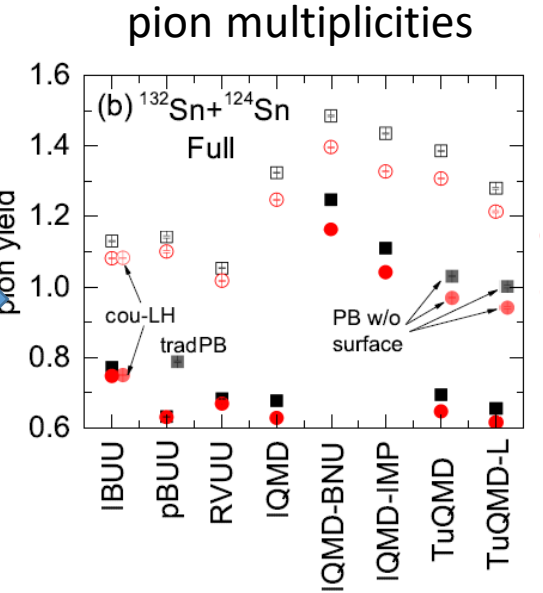 pion multiplicities
1.6
1.4
1.2
1.0
0.8
0.6
pion yield
(b) ¹³²Sn+¹²⁴Sn
Full
cou-LH
tradPB
PB w/o
surface
IBUU
pBUU
RVUU
IQMD
IQMD-BNU
IQMD-IMP
TuQMD
TuQMD-L